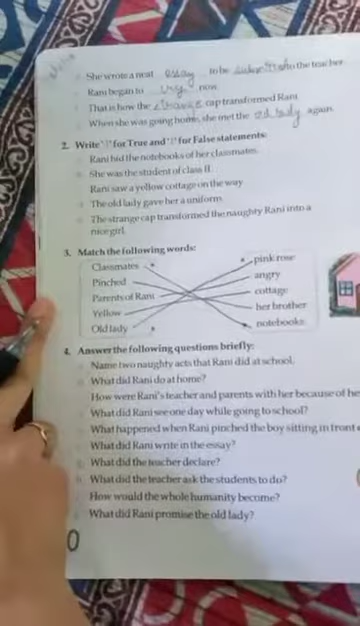 She wrote a neat essay to be submitted to the teacher
Rani began to cry now.
That is how the strange cap transformed Rani
When she was going home, she met the old lady again.
2. Write ' ' for True and ' ' for False statements:
Rani hid the notebooks of her classmates.
She was the student of class II.
Rani saw a yellow cottage on the way
The old lady gave her a uniform.
The strange cap transformed the naughty Rani into a
nice girl.
3. Match the following words:
Classmates
pink rose
Pinched
angry
Parents of Rani
cottage
Yellow
her brother
Old lady
notebooks
4. Answer the following questions briefly:
Name two naughty acts that Rani did at school.
What did Rani do at home?
How were Rani's teacher and parents with her because of he
What did Rani see one day while going to school?
What happened when Rani pinched the boy sitting in front
What did Rani write in the essay?
What did the teacher declare?
What did the teacher ask the students to do?
How would the whole humanity become?
What did Rani promise the old lady?
0